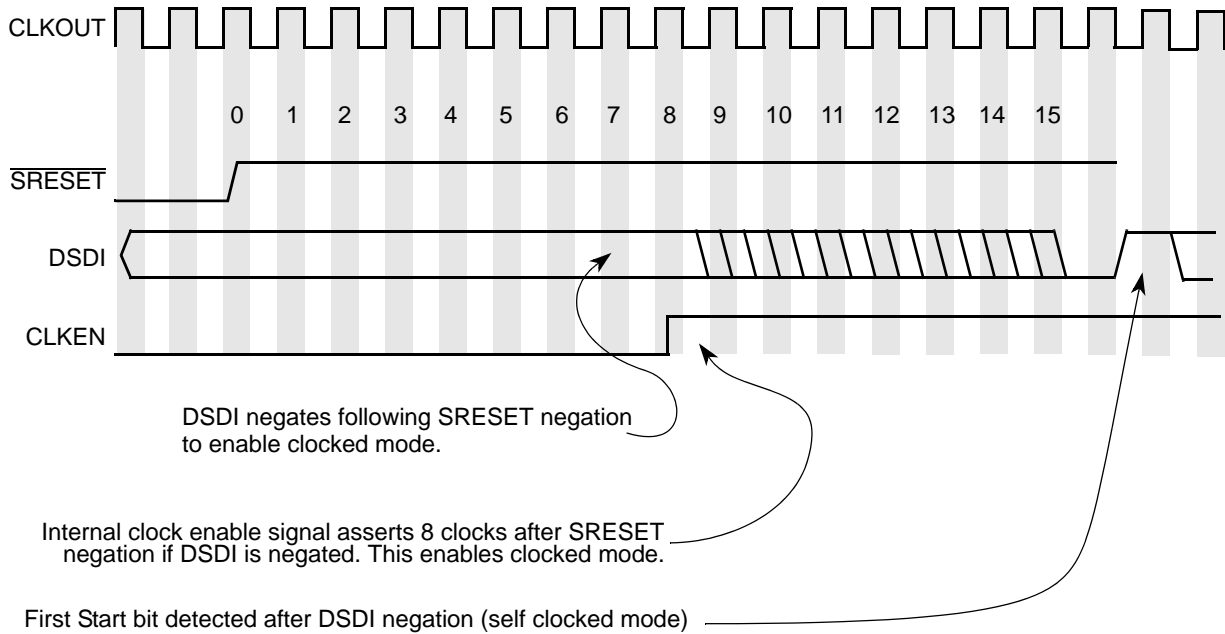 CLKOUT
0 1 2 3 4 5 6 7 8 9 10 11 12 13 14 15
SRESET
DSDI
CLKEN
DSDI negates following SRESET negation
to enable clocked mode.
Internal clock enable signal asserts 8 clocks after SRESET
negation if DSDI is negated. This enables clocked mode.
First Start bit detected after DSDI negation (self clocked mode)